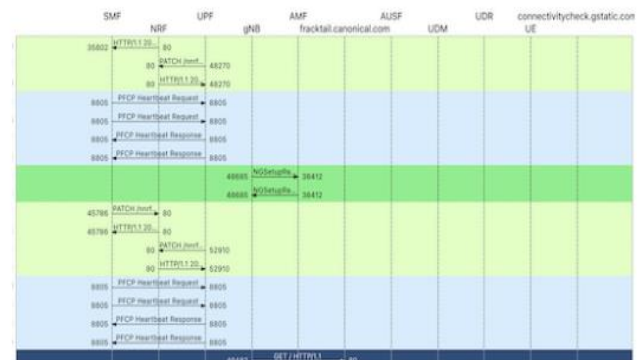 SMF UPF AMF AUSF UDR connectivitycheck.gstatic.com
NRF gNB fracktail.canonical.com UDM UE
35802 HTTP/1.1 20... 80
80 PATCH /nnrf... 48270
80 HTTP/1.1 20... 48270
8805 PFCP Heartbeat Request 8805
8805 PFCP Heartbeat Request 8805
8805 PFCP Heartbeat Response 8805
8805 PFCP Heartbeat Response 8805
48685 NGSetupRe... 38412
48685 NGSetupRe... 38412
45786 PATCH /nnrf... 80
45786 HTTP/1.1 20... 80
80 PATCH /nnrf... 52910
80 HTTP/1.1 20... 52910
8805 PFCP Heartbeat Request 8805
8805 PFCP Heartbeat Request 8805
8805 PFCP Heartbeat Response 8805
8805 PFCP Heartbeat Response 8805
GET / HTTP/1.1 80